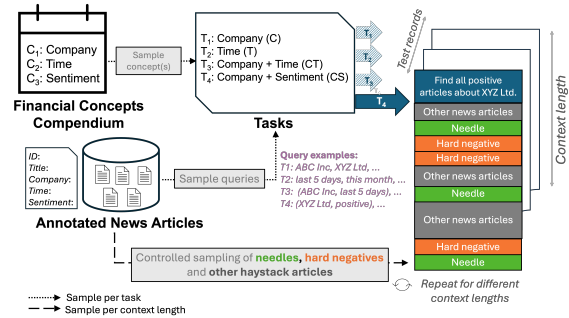 C1: Company
C2: Time
C3: Sentiment
Financial Concepts
Compendium
Sample
concept(s)
T1: Company (C)
T2: Time (T)
T3: Company + Time (CT)
T4: Company + Sentiment (CS)
Tasks
T1
T2
T3
T4
Test records
Context length
Find all positive
articles about XYZ Ltd.
Other news articles
Needle
Hard negative
Hard negative
Other news articles
Needle
Other news articles
Hard negative
Needle
ID:
Title:
Company:
Time:
Sentiment:
Annotated News Articles
Sample queries
Query examples:
T1: ABC Inc, XYZ Ltd, ...
T2: last 5 days, this month, ...
T3: (ABC Inc, last 5 days), ...
T4: (XYZ Ltd, positive), ...
Controlled sampling of needles, hard negatives
and other haystack articles
Repeat for different
context lengths
Sample per task
Sample per context length